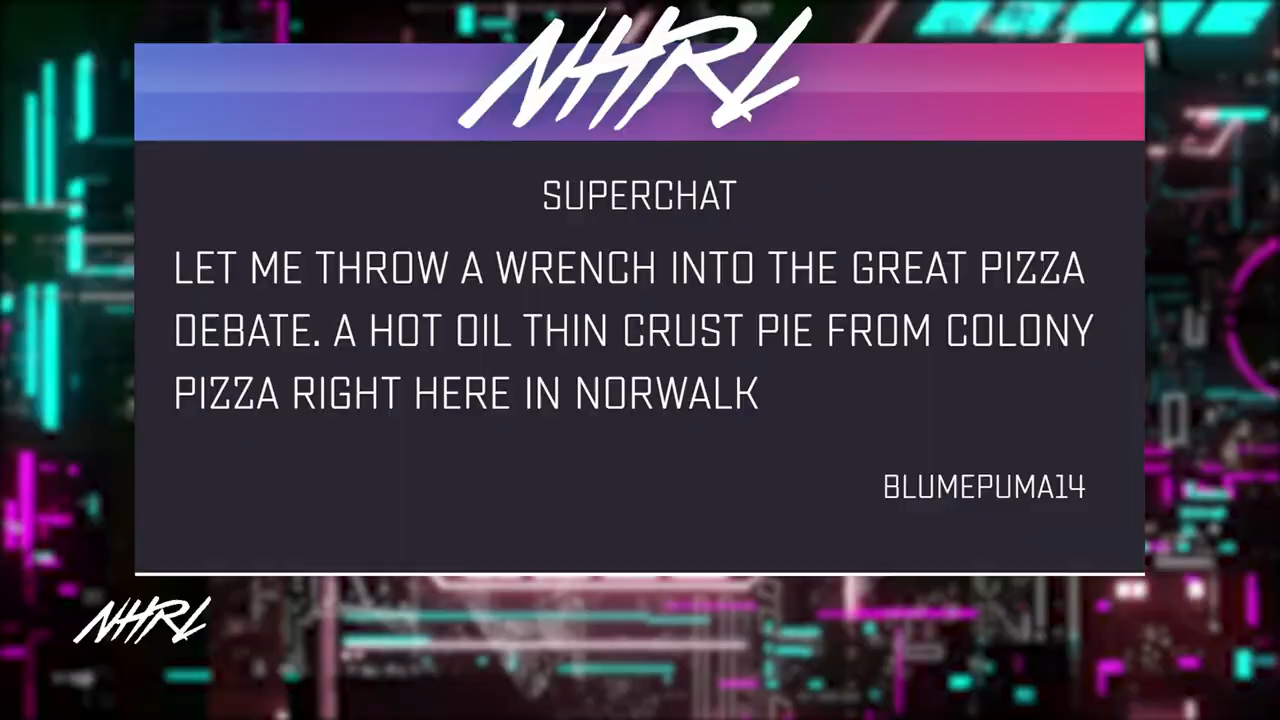 NHRL
SUPERCHAT
LET ME THROW A WRENCH INTO THE GREAT PIZZA
DEBATE. A HOT OIL THIN CRUST PIE FROM COLONY
PIZZA RIGHT HERE IN NORWALK
BLUMEPUMA14
NHRL